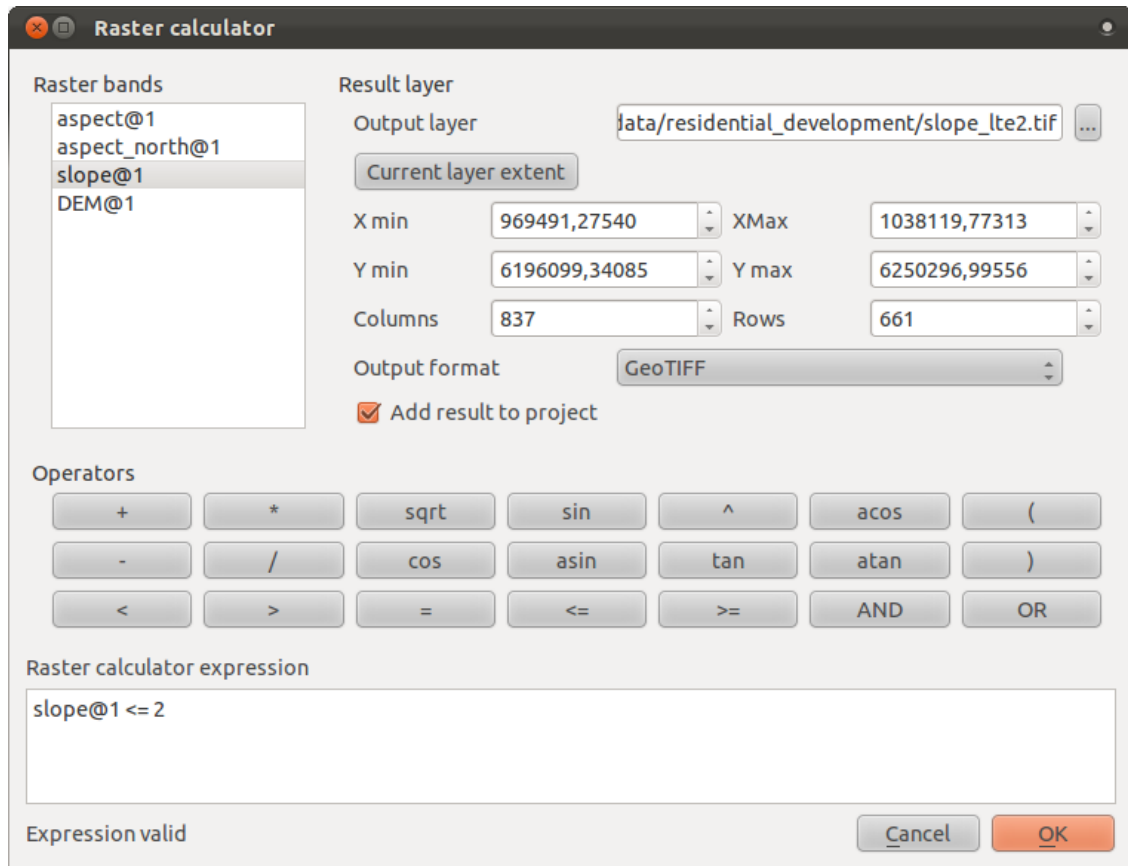 Raster calculator
Raster bands
aspect@1
aspect_north@1
slope@1
DEM@1
Result layer
Output layer data/residential_development/slope_lte2.tif ...
Current layer extent
X min 969491,27540 XMax 1038119,77313
Y min 6196099,34085 Y max 6250296,99556
Columns 837 Rows 661
Output format GeoTIFF
Add result to project
Operators
+ * sqrt sin ^ acos (
- / cos asin tan atan )
< > = <= >= AND OR
Raster calculator expression
slope@1 <= 2
Expression valid Cancel OK